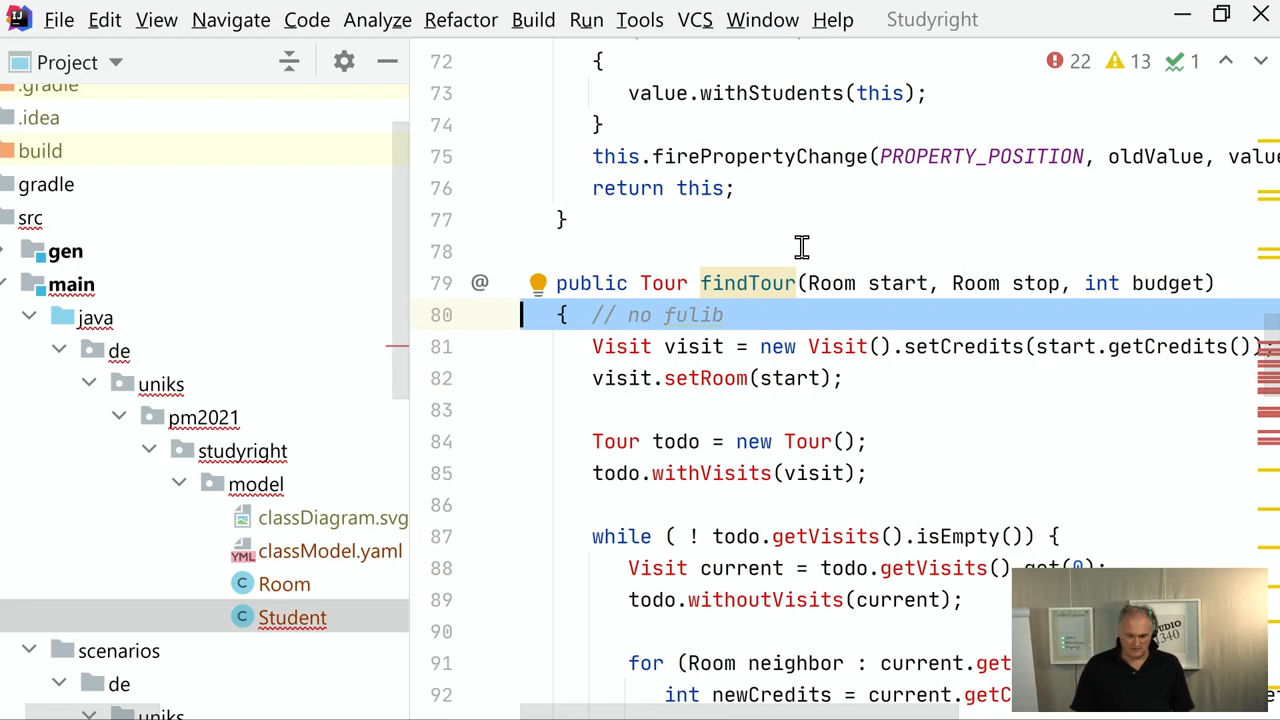 File Edit View Navigate Code Analyze Refactor Build Run Tools VCS Window Help Studyright
Project
.gradle
.idea
build
gradle
src
gen
main
java
de
uniks
pm2021
studyright
model
classDiagram.svg
YML classModel.yaml
C Room
C Student
scenarios
de
uniks
22 13 1
72 {
73 value.withStudents(this);
74 }
75 this.firePropertyChange(PROPERTY_POSITION, oldValue, value
76 return this;
77 }
78
79 @ public Tour findTour(Room start, Room stop, int budget)
80 { // no fulib
81 Visit visit = new Visit().setCredits(start.getCredits());
82 visit.setRoom(start);
83
84 Tour todo = new Tour();
85 todo.withVisits(visit);
86
87 while ( ! todo.getVisits().isEmpty()) {
88 Visit current = todo.getVisits().get(0);
89 todo.withoutVisits(current);
90
91 for (Room neighbor : current.get
92 int newCredits = current.getC
STUDIO
1340